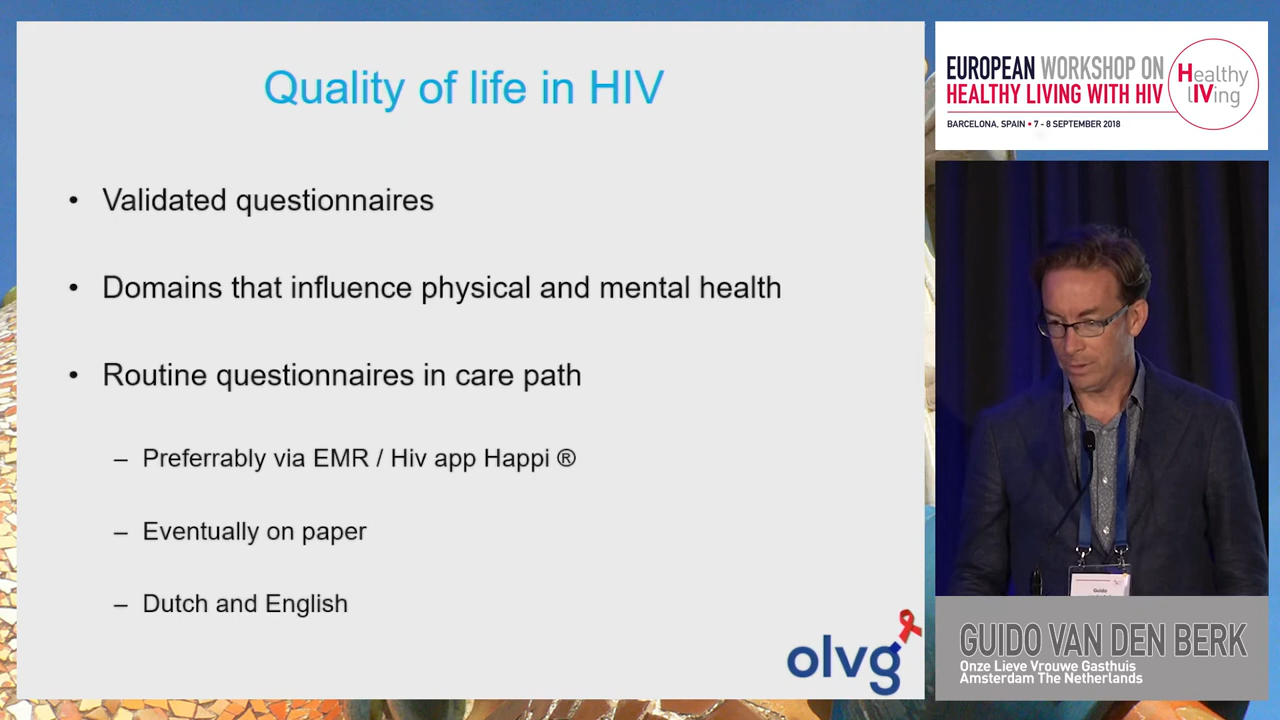 Quality of life in HIV
• Validated questionnaires
• Domains that influence physical and mental health
• Routine questionnaires in care path
– Preferrably via EMR / Hiv app Happi ®
– Eventually on paper
– Dutch and English
olvg
EUROPEAN WORKSHOP ON
HEALTHY LIVING WITH HIV
BARCELONA, SPAIN • 7 - 8 SEPTEMBER 2018
Healthy
lIVing
Guido
GUIDO VAN DEN BERK
Onze Lieve Vrouwe Gasthuis
Amsterdam The Netherlands